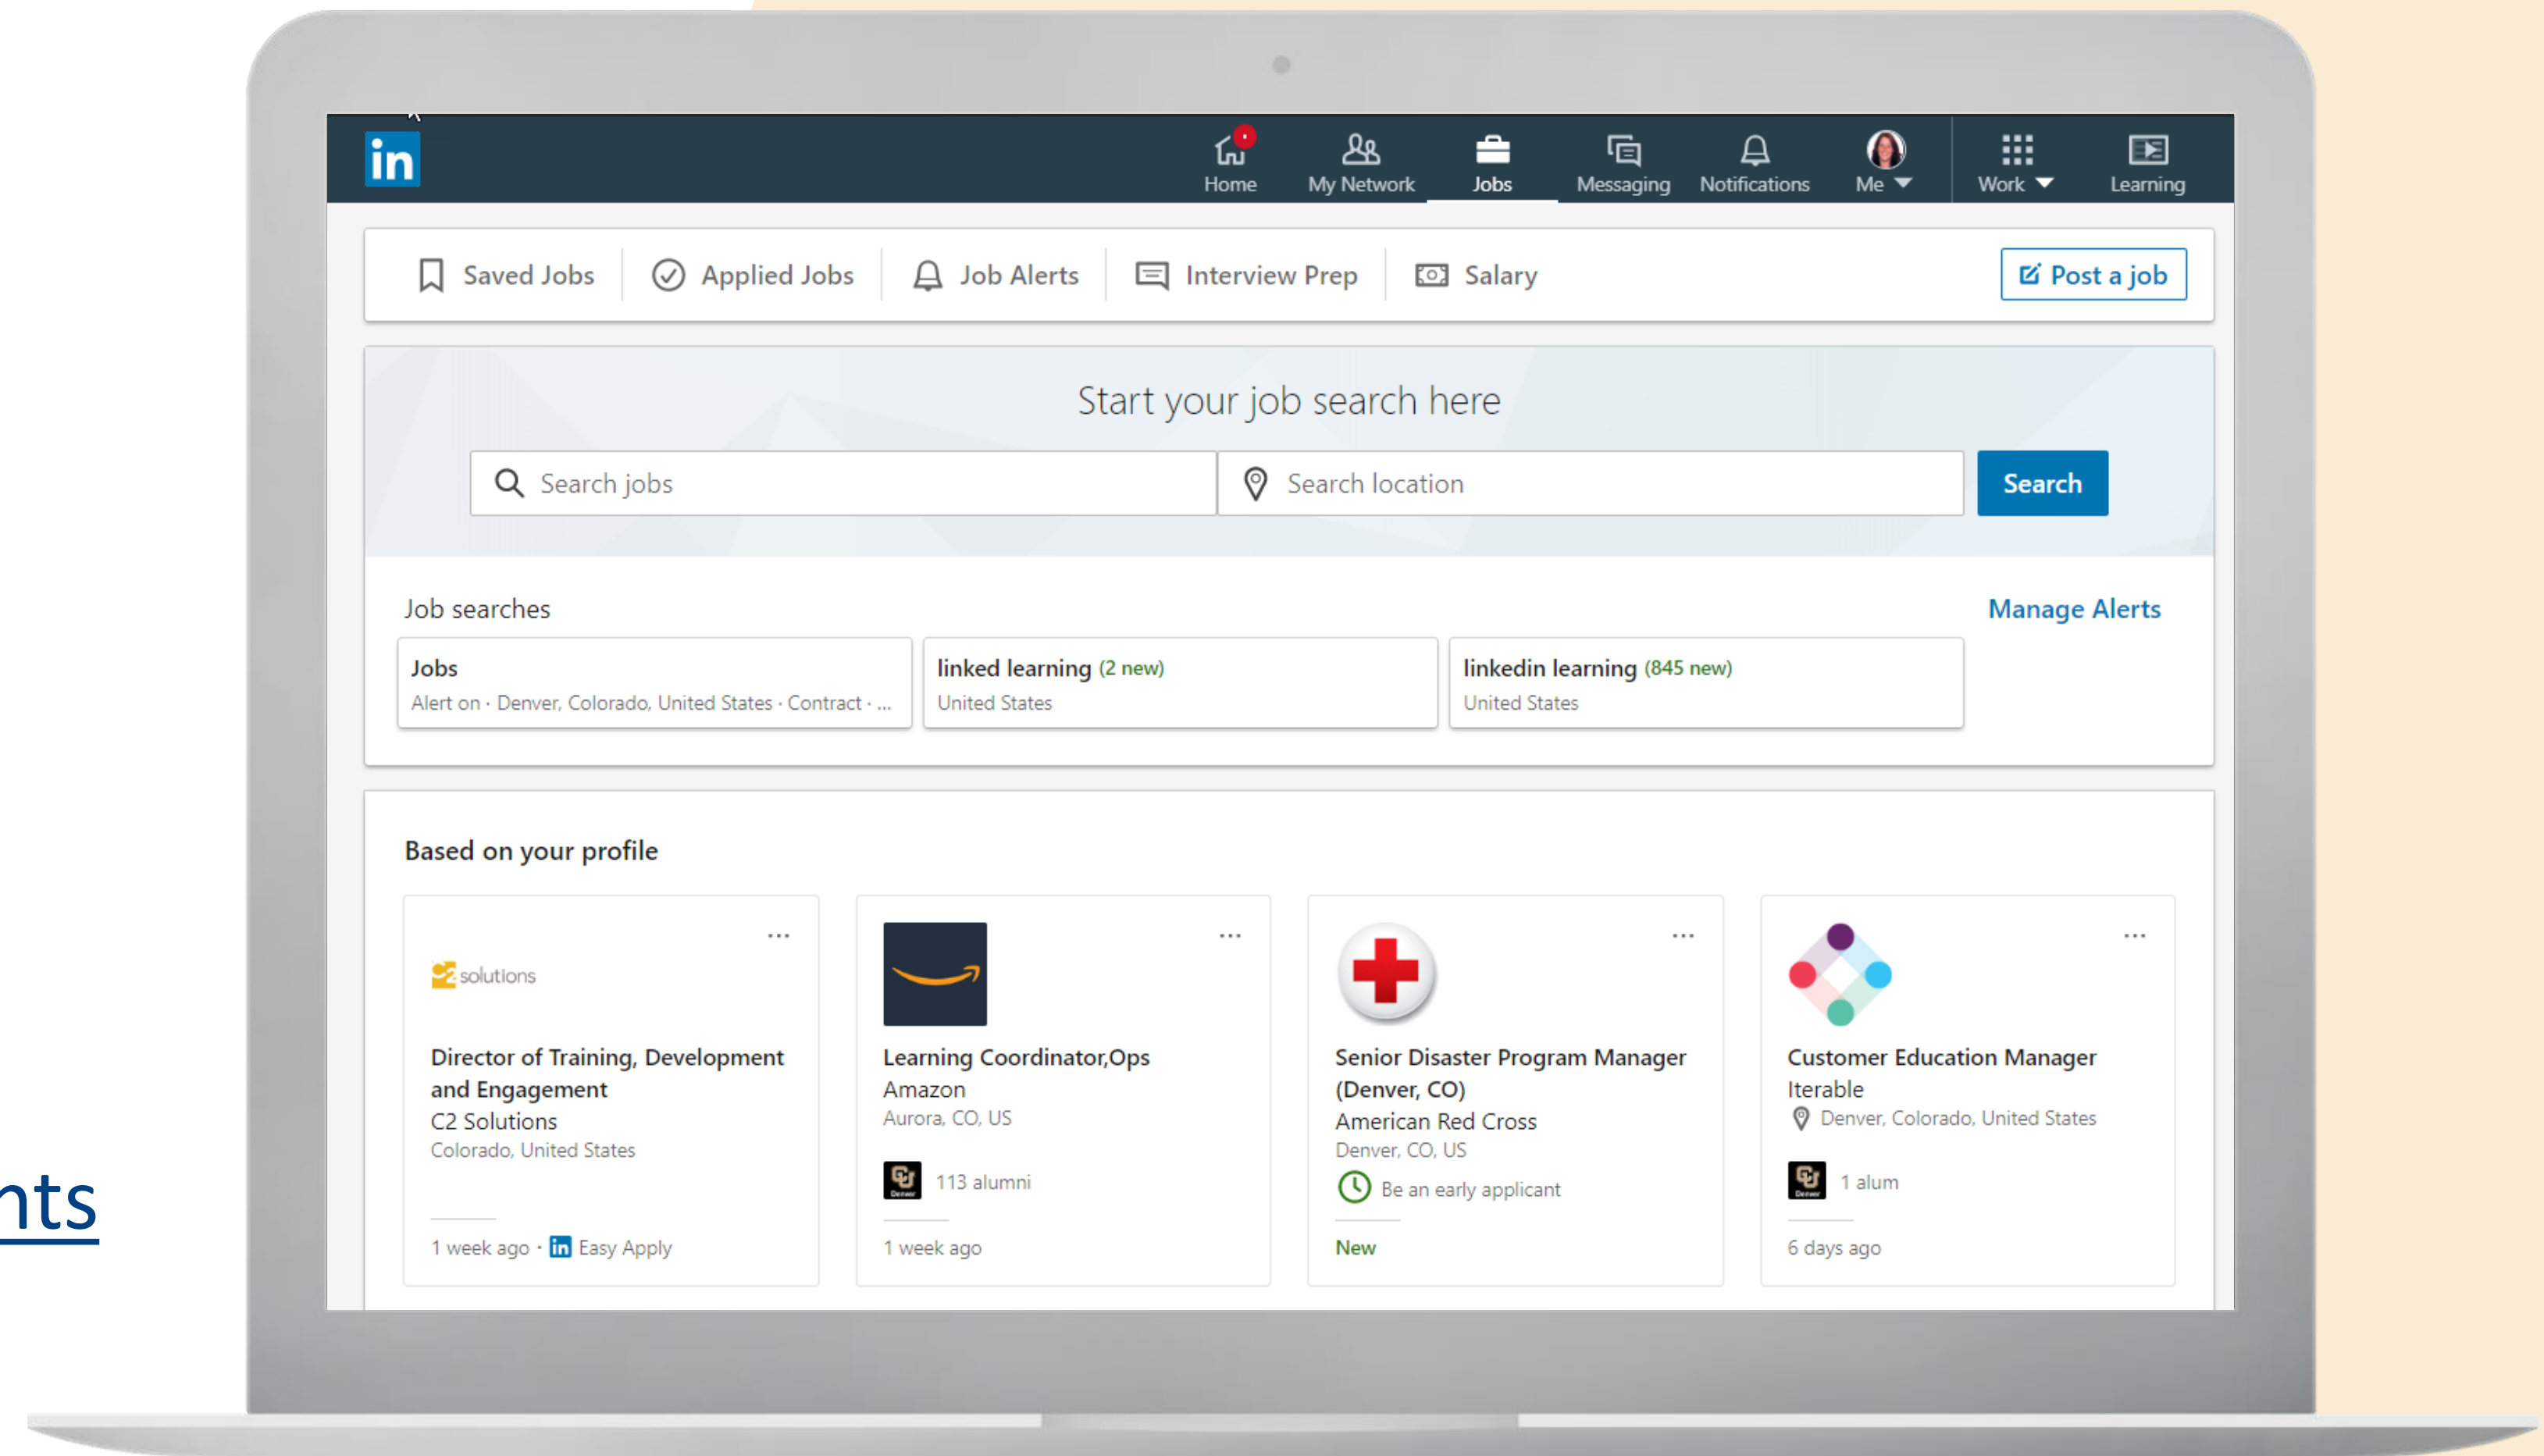 in
Home
My Network
Jobs
Messaging
Notifications
Me
Work
Learning
Saved Jobs
Applied Jobs
Job Alerts
Interview Prep
Salary
Post a job
Start your job search here
Search jobs
Search location
Search
Job searches
Manage Alerts
Jobs
Alert on · Denver, Colorado, United States · Contract · ...
linked learning (2 new)
United States
linkedin learning (845 new)
United States
Based on your profile
C2 solutions
Director of Training, Development
and Engagement
C2 Solutions
Colorado, United States
1 week ago · in Easy Apply
Learning Coordinator,Ops
Amazon
Aurora, CO, US
CU Denver
113 alumni
1 week ago
Senior Disaster Program Manager
(Denver, CO)
American Red Cross
Denver, CO, US
Be an early applicant
New
Customer Education Manager
Iterable
Denver, Colorado, United States
CU Denver
1 alum
6 days ago
nts